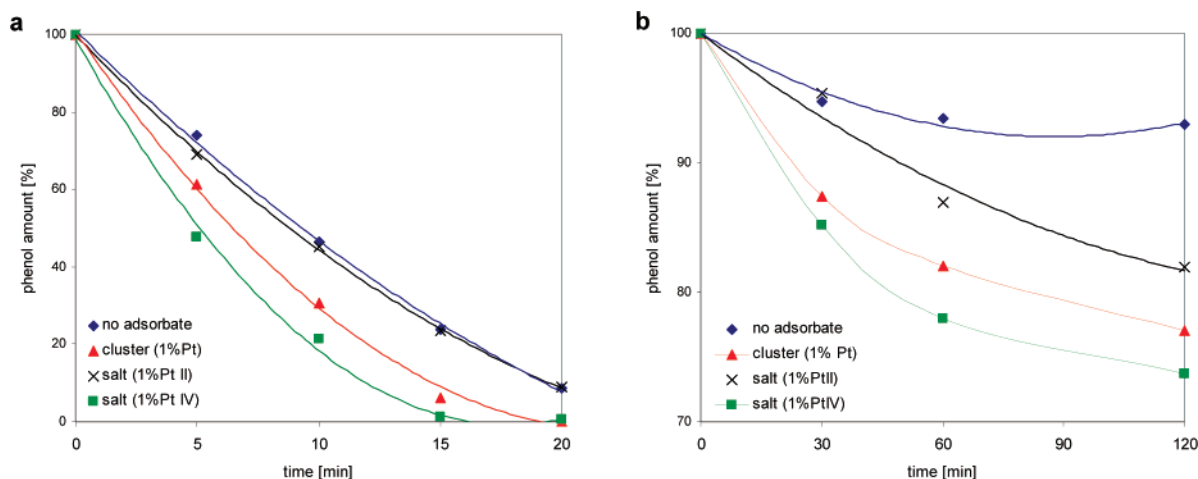 a
phenol amount [%]
100
80
60
40
20
0
no adsorbate
cluster (1%Pt)
salt (1%Pt II)
salt (1%Pt IV)
0
5
10
15
20
time [min]
b
phenol amount [%]
100
90
80
70
no adsorbate
cluster (1% Pt)
salt (1%PtII)
salt (1%PtIV)
0
30
60
90
120
time [min]